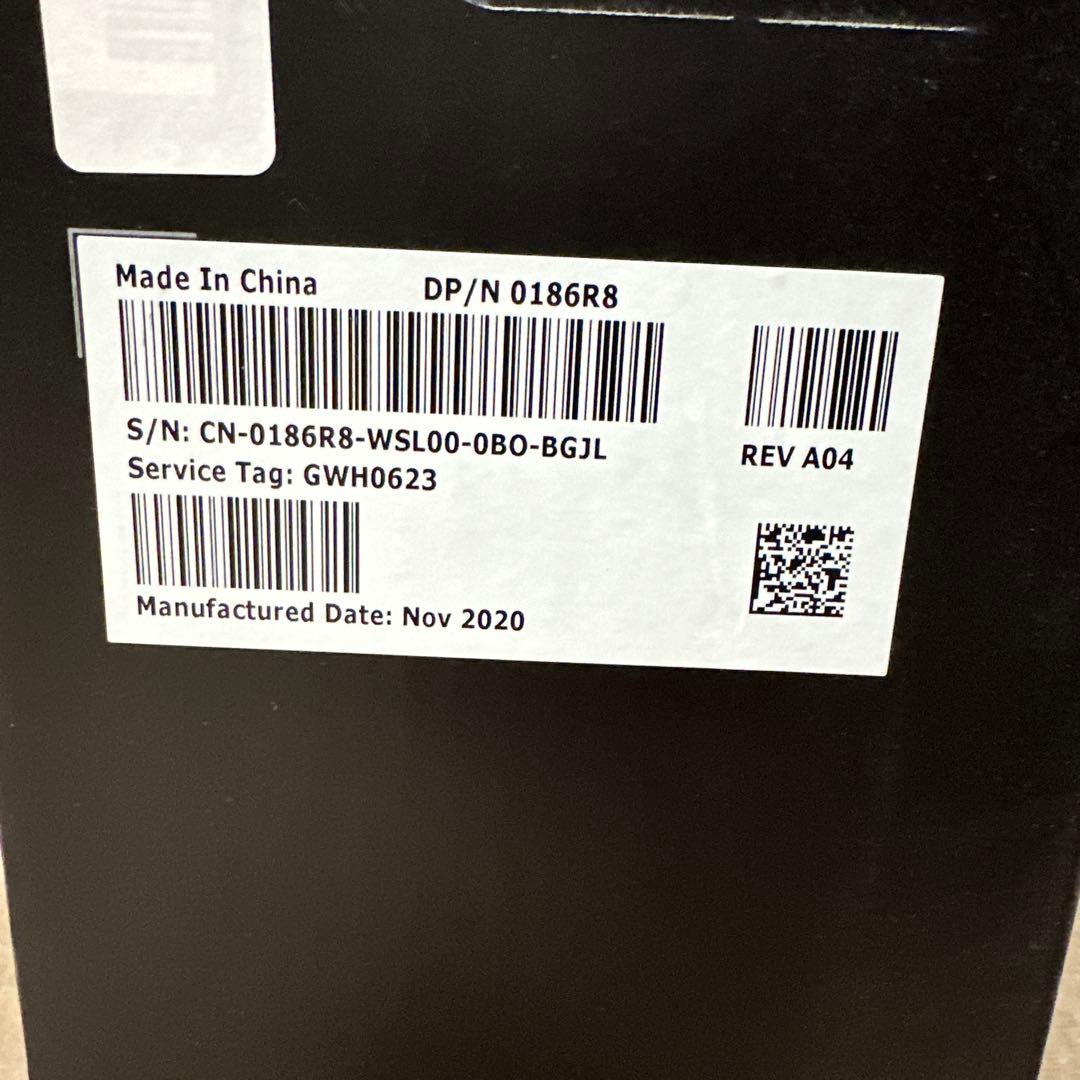 Made In China DP/N 0186R8
S/N: CN-0186R8-WSL00-0BO-BGJL
REV A04
Service Tag: GWH0623
Manufactured Date: Nov 2020